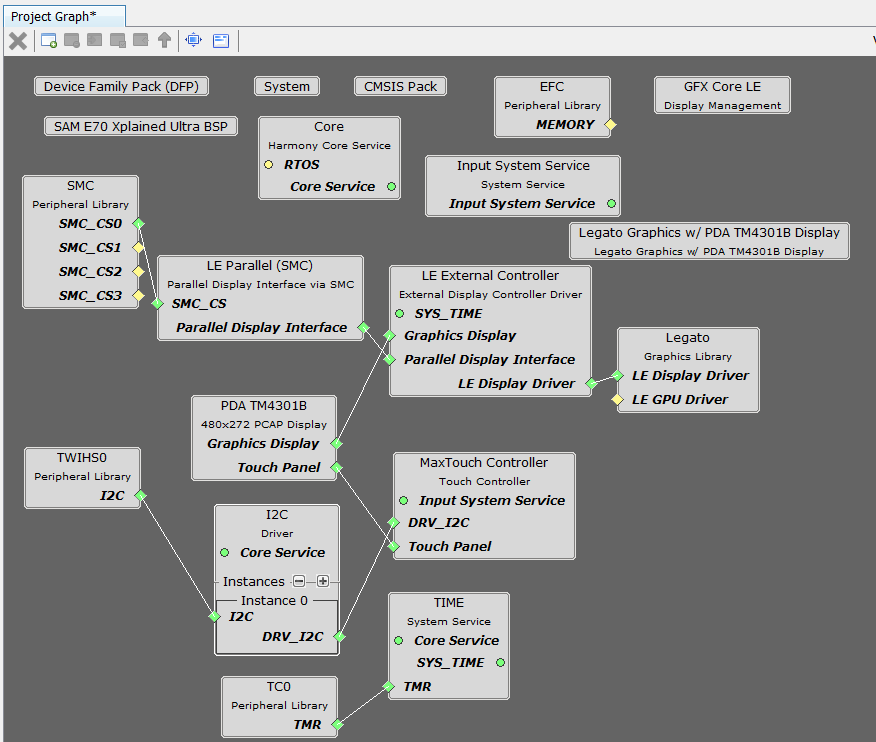 Project Graph*
Device Family Pack (DFP)
System
CMSIS Pack
EFC
Peripheral Library
MEMORY
GFX Core LE
Display Management
SAM E70 Xplained Ultra BSP
Core
Harmony Core Service
RTOS
Core Service
Input System Service
System Service
Input System Service
SMC
Peripheral Library
SMC_CS0
SMC_CS1
SMC_CS2
SMC_CS3
Legato Graphics w/ PDA TM4301B Display
Legato Graphics w/ PDA TM4301B Display
LE Parallel (SMC)
Parallel Display Interface via SMC
SMC_CS
Parallel Display Interface
LE External Controller
External Display Controller Driver
SYS_TIME
Graphics Display
Parallel Display Interface
LE Display Driver
Legato
Graphics Library
LE Display Driver
LE GPU Driver
PDA TM4301B
480x272 PCAP Display
Graphics Display
Touch Panel
TWIHS0
Peripheral Library
I2C
MaxTouch Controller
Touch Controller
Input System Service
DRV_I2C
Touch Panel
I2C
Driver
Core Service
Instances
Instance 0
I2C
DRV_I2C
TIME
System Service
Core Service
SYS_TIME
TMR
TC0
Peripheral Library
TMR